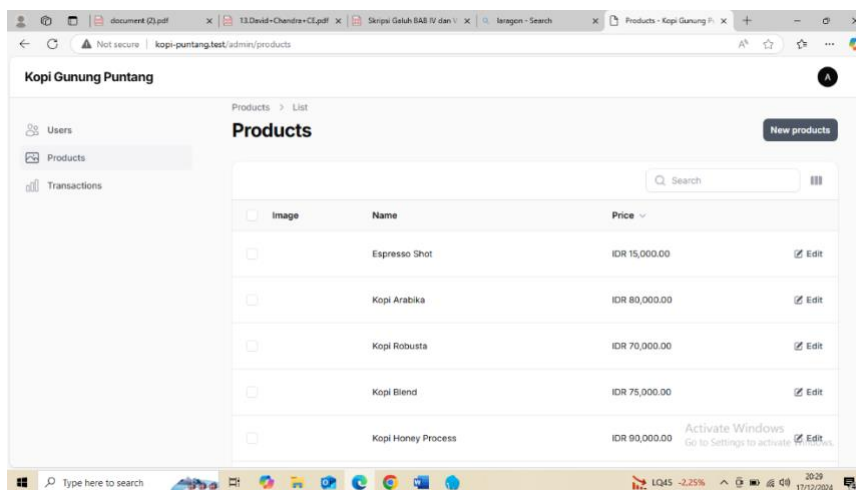 document (2).pdf
13.David+Chandra+CE.pdf
Skripsi Galuh BAB IV dan V
laragon - Search
Products - Kopi Gunung Pu
Not secure | kopi-puntang.test/admin/products
Kopi Gunung Puntang
A
Users
Products
Transactions
Products > List
Products
New products
Search
Image Name Price
Espresso Shot IDR 15,000.00 Edit
Kopi Arabika IDR 80,000.00 Edit
Kopi Robusta IDR 70,000.00 Edit
Kopi Blend IDR 75,000.00 Edit
Kopi Honey Process IDR 90,000.00 Edit
Activate Windows
Go to Settings to activate Windows.
Type here to search
LQ45 -2,25%
20:29
17/12/2024